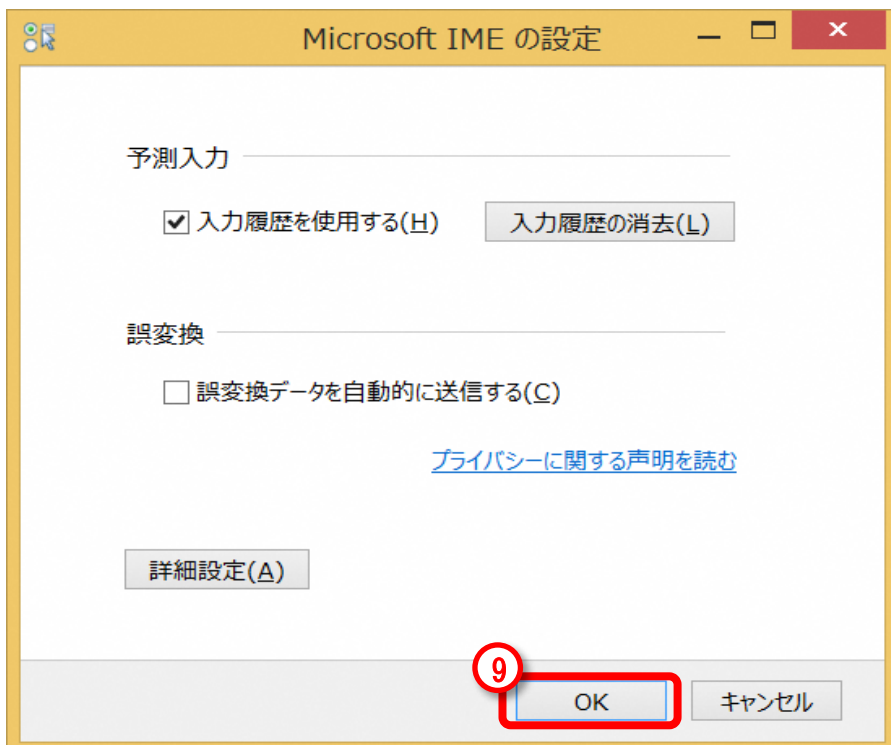 Microsoft IME の設定
予測入力
入力履歴を使用する(H) 入力履歴の消去(L)
誤変換
誤変換データを自動的に送信する(C)
プライバシーに関する声明を読む
詳細設定(A)
9
OK キャンセル